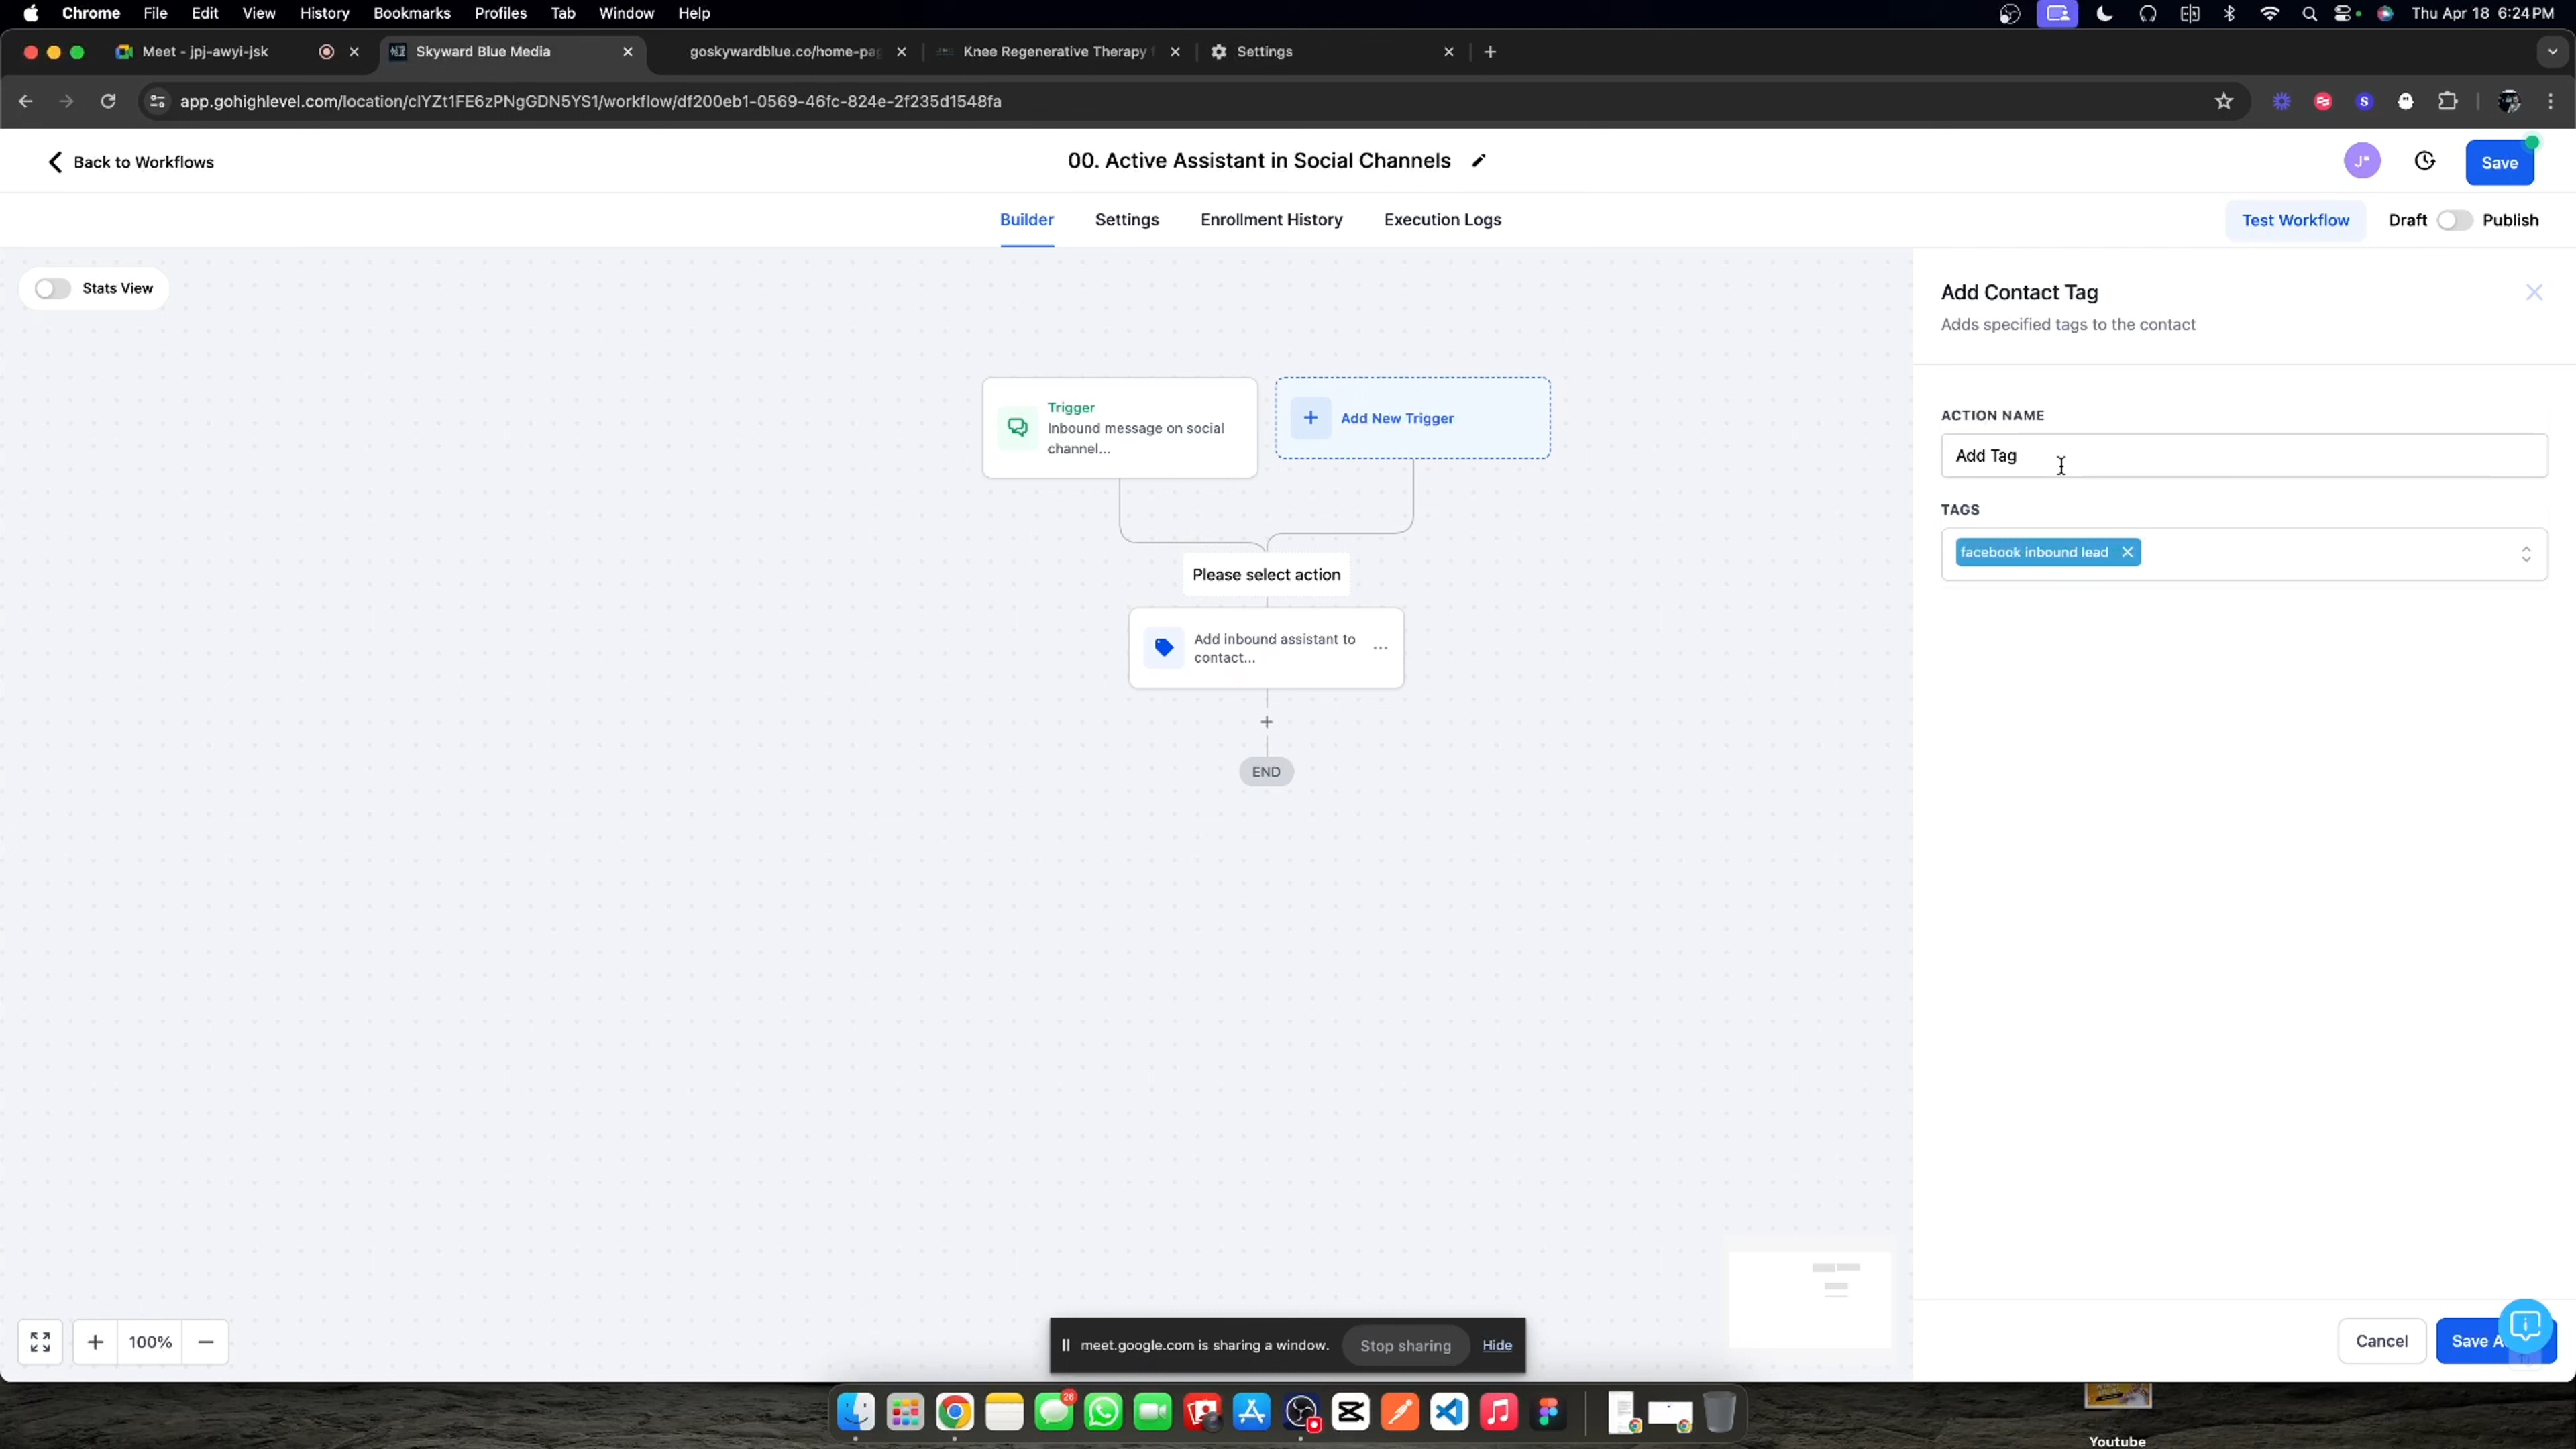 Chrome File Edit View History Bookmarks Profiles Tab Window Help
Thu Apr 18 6:24 PM
Meet - jpj-awyi-jsk
Skyward Blue Media
goskywardblue.co/home-pag
Knee Regenerative Therapy
Settings
app.gohighlevel.com/location/cIYZt1FE6zPNgGDN5YS1/workflow/df200eb1-0569-46fc-824e-2f235d1548fa
Back to Workflows
00. Active Assistant in Social Channels
J*
Save
Builder
Settings
Enrollment History
Execution Logs
Test Workflow
Draft
Publish
Stats View
Add Contact Tag
Adds specified tags to the contact
Trigger
Inbound message on social
channel...
Add New Trigger
ACTION NAME
Add Tag
TAGS
facebook inbound lead
Please select action
Add inbound assistant to
contact...
END
100%
meet.google.com is sharing a window.
Stop sharing
Hide
Cancel
Save A
28
Youtube